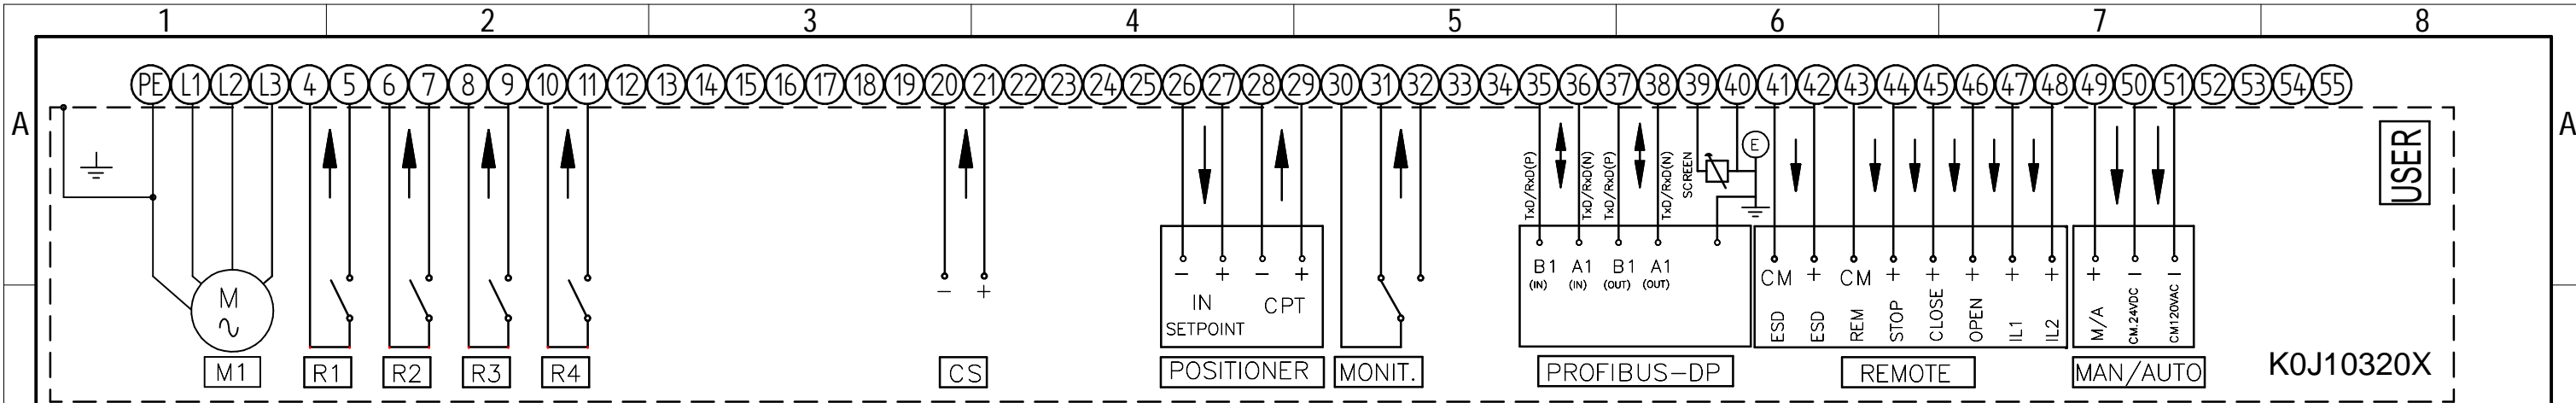 1 2 3 4 5 6 7 8
PE L1 L2 L3 4 5 6 7 8 9 10 11 12 13 14 15 16 17 18 19 20 21 22 23 24 25 26 27 28 29 30 31 32 33 34 35 36 37 38 39 40 41 42 43 44 45 46 47 48 49 50 51 52 53 54 55
A A
TxD/RxD(P) TxD/RxD(N) TxD/RxD(P) TxD/RxD(N) SCREEN E
USER
- + - + B1 A1 B1 A1 CM + CM + + + + + + - -
(IN) (IN) (OUT) (OUT)
- +
M IN CPT
SETPOINT
ESD ESD REM STOP CLOSE OPEN IL1 IL2 M/A CM.24VDC CM120VAC
M1 R1 R2 R3 R4 CS POSITIONER MONIT. PROFIBUS-DP REMOTE MAN/AUTO K0J10320X